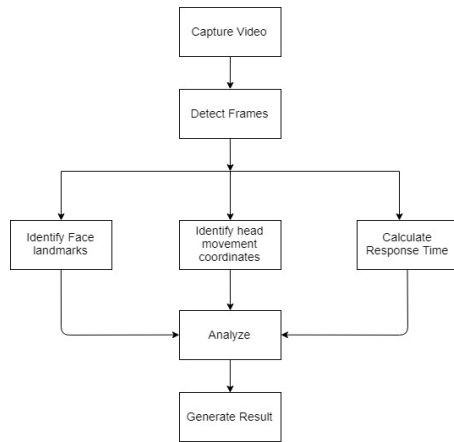 Capture Video
Detect Frames
Identify Face
landmarks
Identify head
movement
coordinates
Calculate
Response Time
Analyze
Generate Result